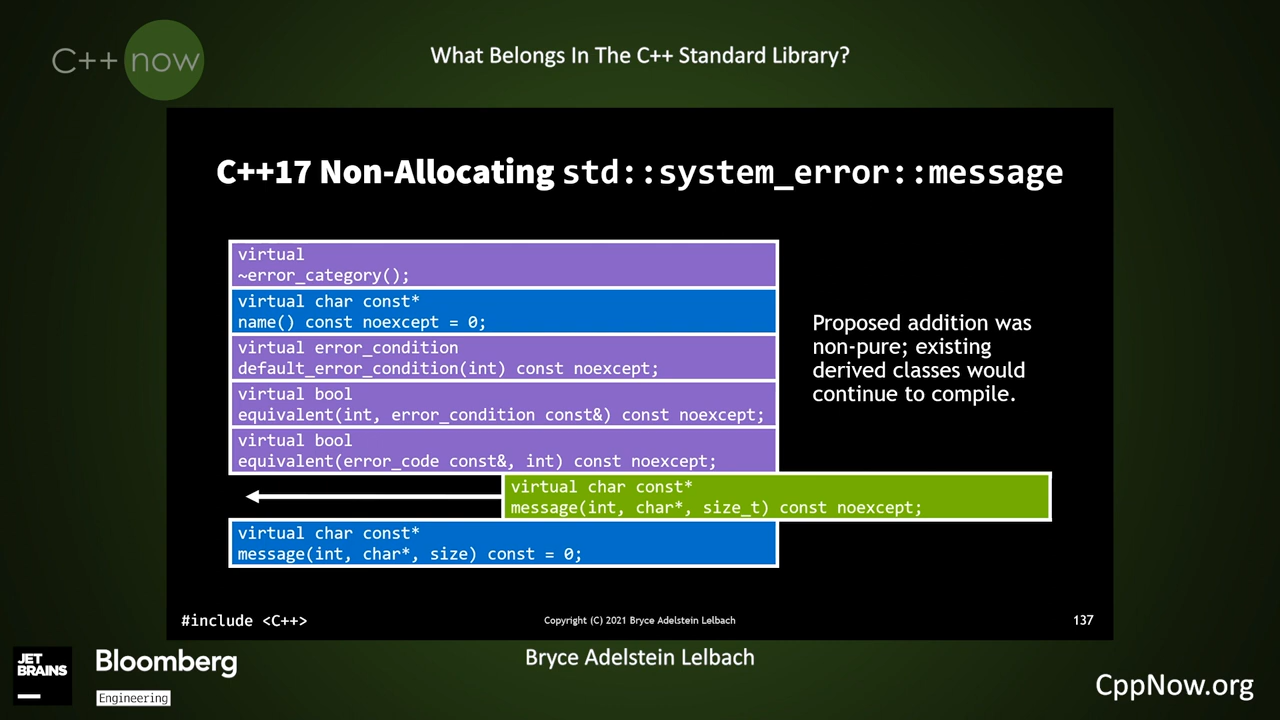 C++ now
What Belongs In The C++ Standard Library?
C++17 Non-Allocating std::system_error::message
virtual
~error_category();
virtual char const*
name() const noexcept = 0;
virtual error_condition
default_error_condition(int) const noexcept;
virtual bool
equivalent(int, error_condition const&) const noexcept;
virtual bool
equivalent(error_code const&, int) const noexcept;
virtual char const*
message(int, char*, size_t) const noexcept;
virtual char const*
message(int, char*, size) const = 0;
Proposed addition was
non-pure; existing
derived classes would
continue to compile.
#include <C++>
Copyright (C) 2021 Bryce Adelstein Lelbach
137
JET
BRAINS
Bloomberg
Engineering
Bryce Adelstein Lelbach
CppNow.org